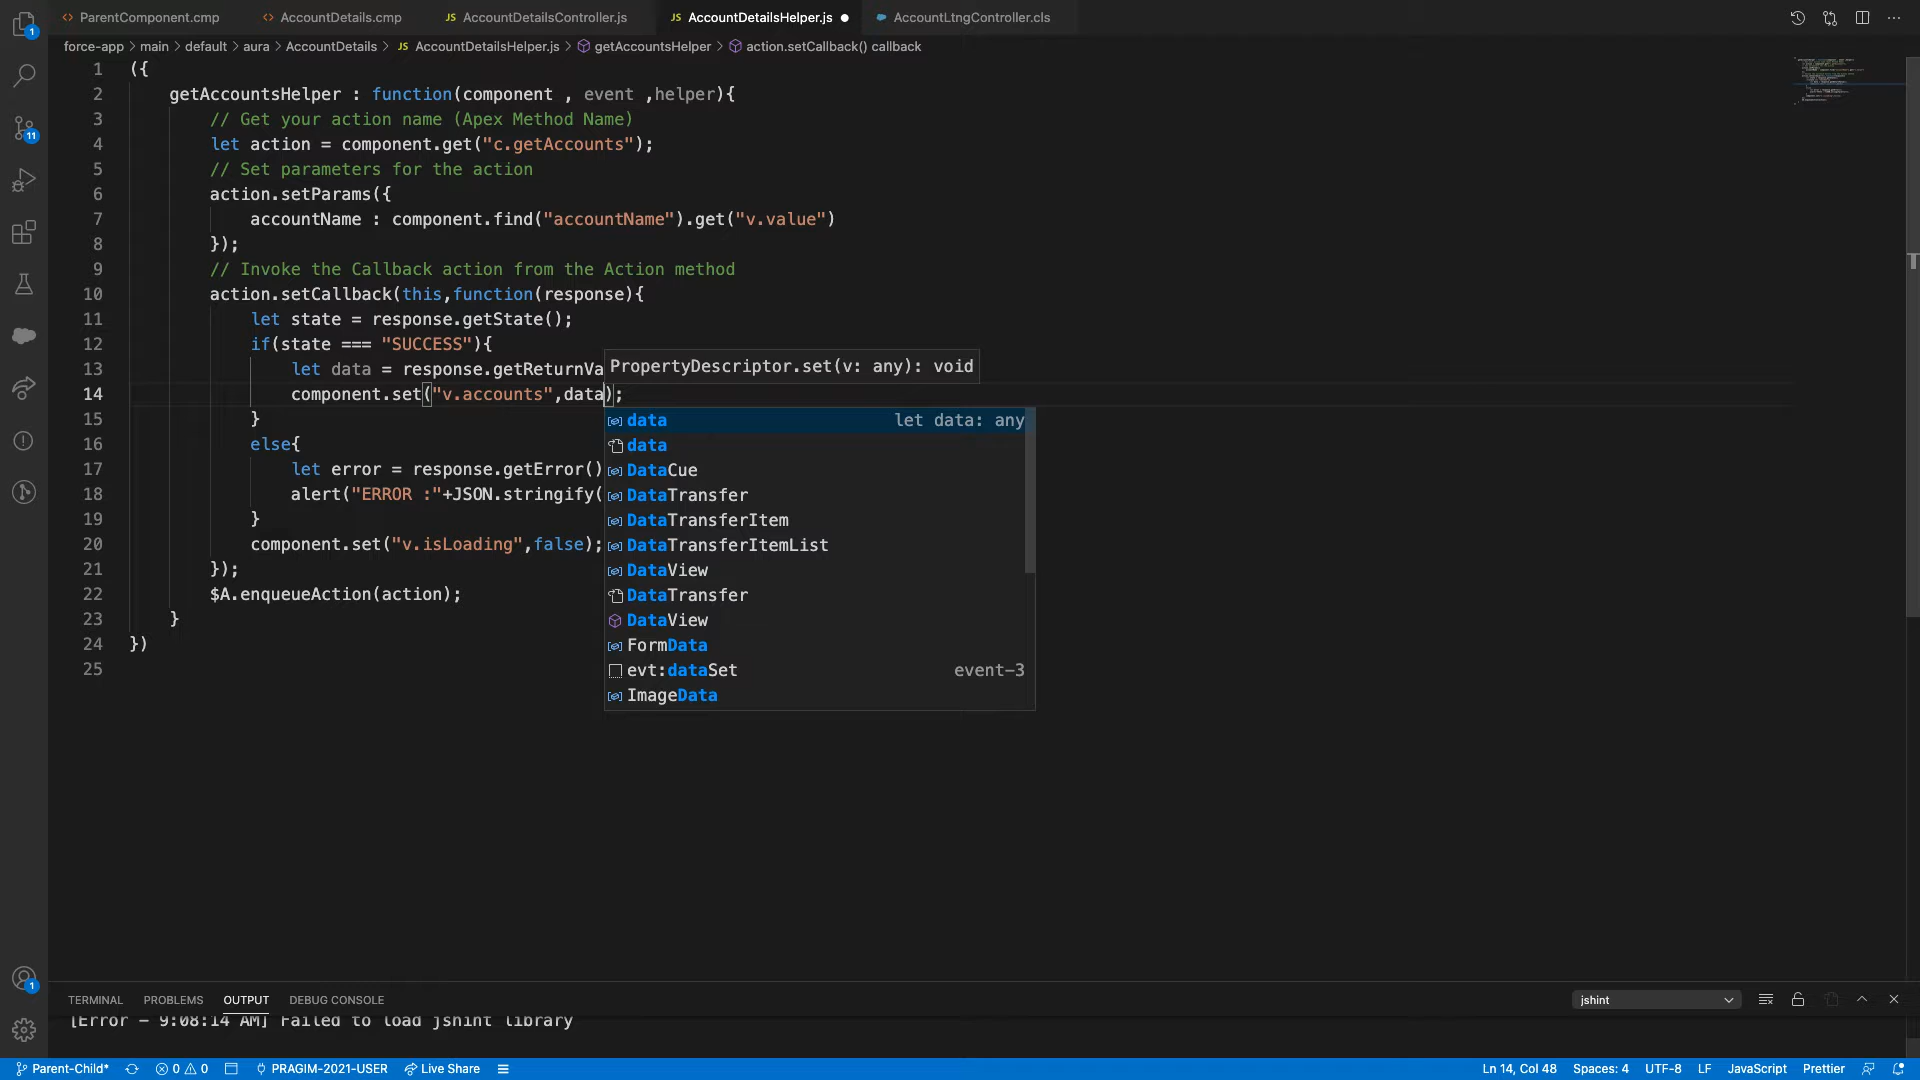 ParentComponent.cmp AccountDetails.cmp JS AccountDetailsController.js JS AccountDetailsHelper.js AccountLtngController.cls
force-app > main > default > aura > AccountDetails > JS AccountDetailsHelper.js > getAccountsHelper > action.setCallback() callback
1 ({
2 getAccountsHelper : function(component , event ,helper){
3 // Get your action name (Apex Method Name)
4 let action = component.get("c.getAccounts");
5 // Set parameters for the action
6 action.setParams({
7 accountName : component.find("accountName").get("v.value")
8 });
9 // Invoke the Callback action from the Action method
10 action.setCallback(this,function(response){
11 let state = response.getState();
12 if(state === "SUCCESS"){
13 let data = response.getReturnVa
PropertyDescriptor.set(v: any): void
14 component.set("v.accounts",data);
15 }
16 else{
17 let error = response.getError()
18 alert("ERROR :"+JSON.stringify(
19 }
20 component.set("v.isLoading",false);
21 });
22 $A.enqueueAction(action);
23 }
24 })
25
data let data: any
data
DataCue
DataTransfer
DataTransferItem
DataTransferItemList
DataView
DataTransfer
DataView
FormData
evt:dataSet event-3
ImageData
1
11
1
TERMINAL PROBLEMS OUTPUT DEBUG CONSOLE jshint
[Error - 9:08:14 AM] Failed to load jshint library
Parent-Child* 0 0 PRAGIM-2021-USER Live Share Ln 14, Col 48 Spaces: 4 UTF-8 LF JavaScript Prettier